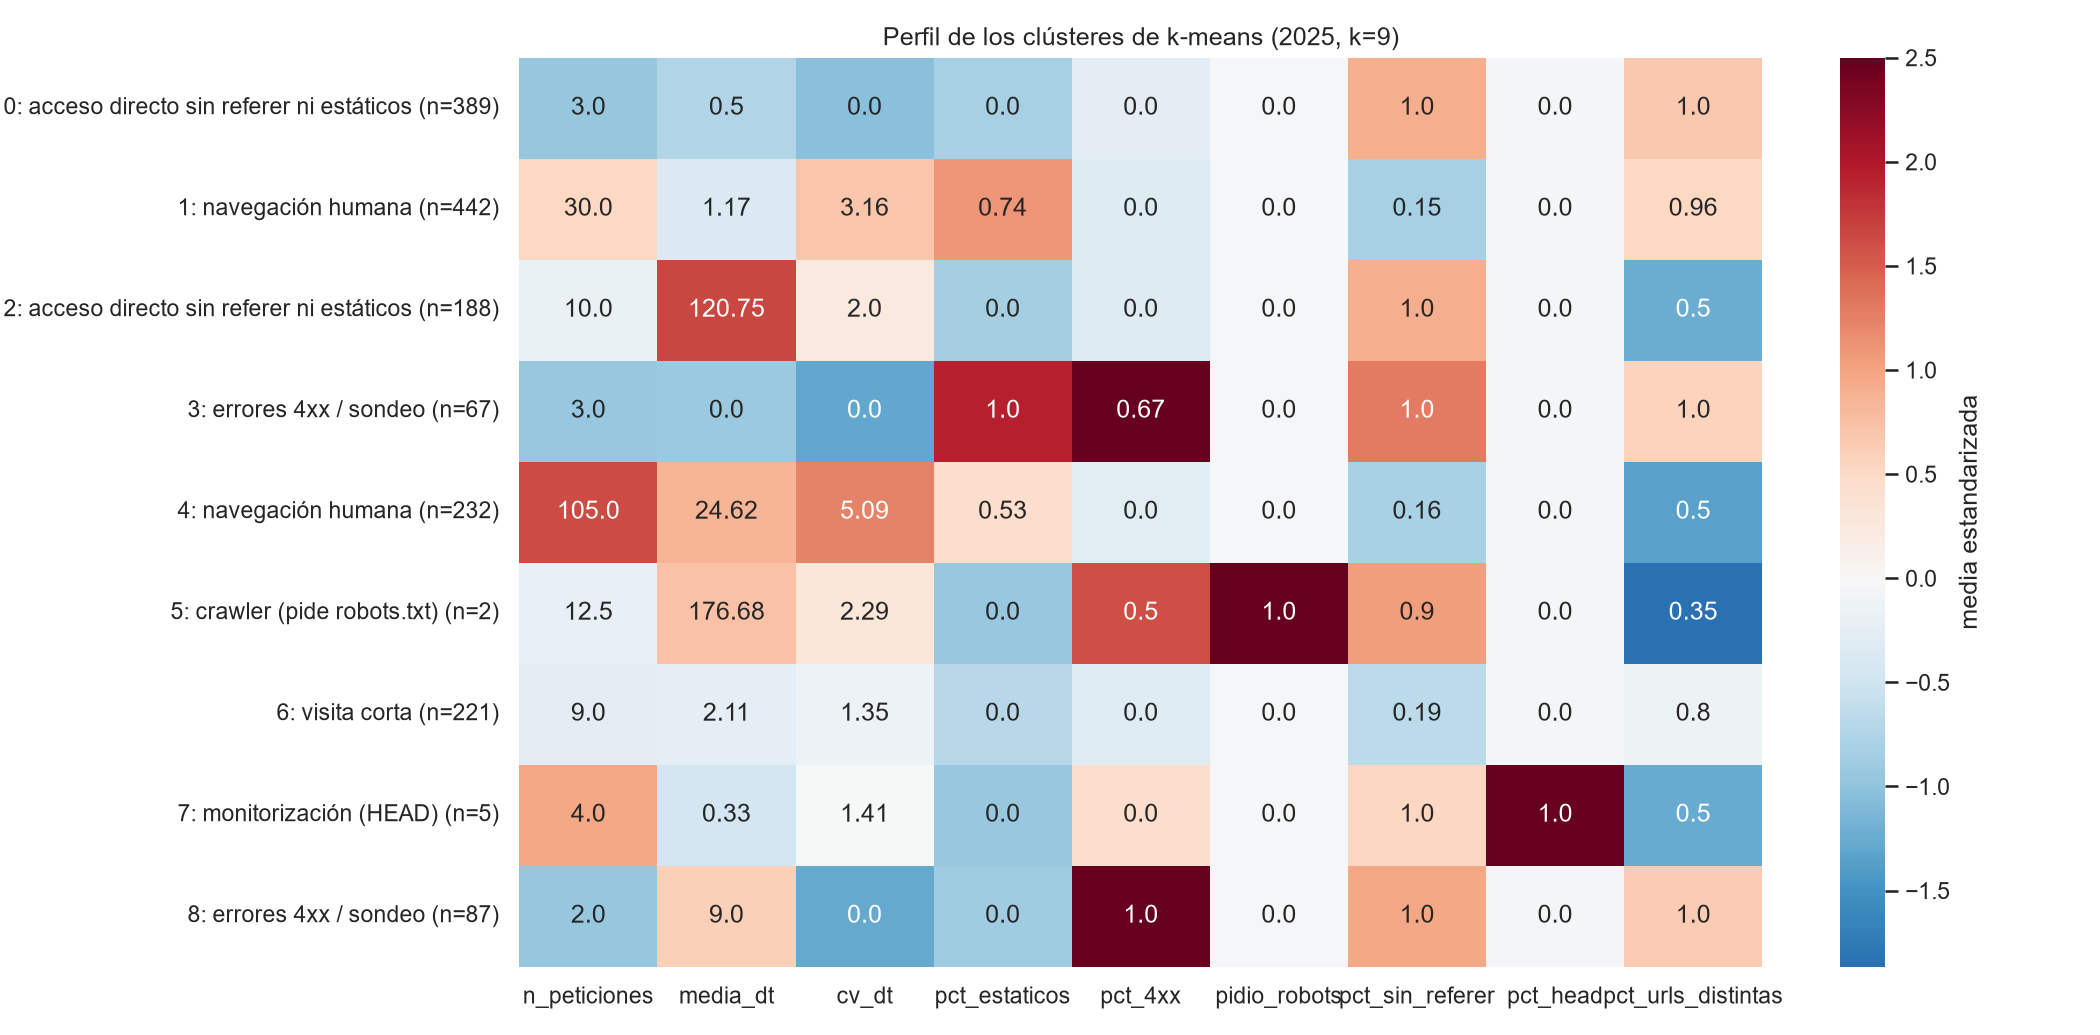 Perfil de los clústeres de k-means (2025, k=9)
0: acceso directo sin referer ni estáticos (n=389) 3.0 0.5 0.0 0.0 0.0 0.0 1.0 0.0 1.0
1: navegación humana (n=442) 30.0 1.17 3.16 0.74 0.0 0.0 0.15 0.0 0.96
2: acceso directo sin referer ni estáticos (n=188) 10.0 120.75 2.0 0.0 0.0 0.0 1.0 0.0 0.5
3: errores 4xx / sondeo (n=67) 3.0 0.0 0.0 1.0 0.67 0.0 1.0 0.0 1.0
4: navegación humana (n=232) 105.0 24.62 5.09 0.53 0.0 0.0 0.16 0.0 0.5
5: crawler (pide robots.txt) (n=2) 12.5 176.68 2.29 0.0 0.5 1.0 0.9 0.0 0.35
6: visita corta (n=221) 9.0 2.11 1.35 0.0 0.0 0.0 0.19 0.0 0.8
7: monitorización (HEAD) (n=5) 4.0 0.33 1.41 0.0 0.0 0.0 1.0 1.0 0.5
8: errores 4xx / sondeo (n=87) 2.0 9.0 0.0 0.0 1.0 0.0 1.0 0.0 1.0
n_peticiones media_dt cv_dt pct_estaticos pct_4xx pidio_robots pct_sin_referer pct_head pct_urls_distintas
2.5
2.0
1.5
1.0
0.5
0.0
−0.5
−1.0
−1.5
media estandarizada